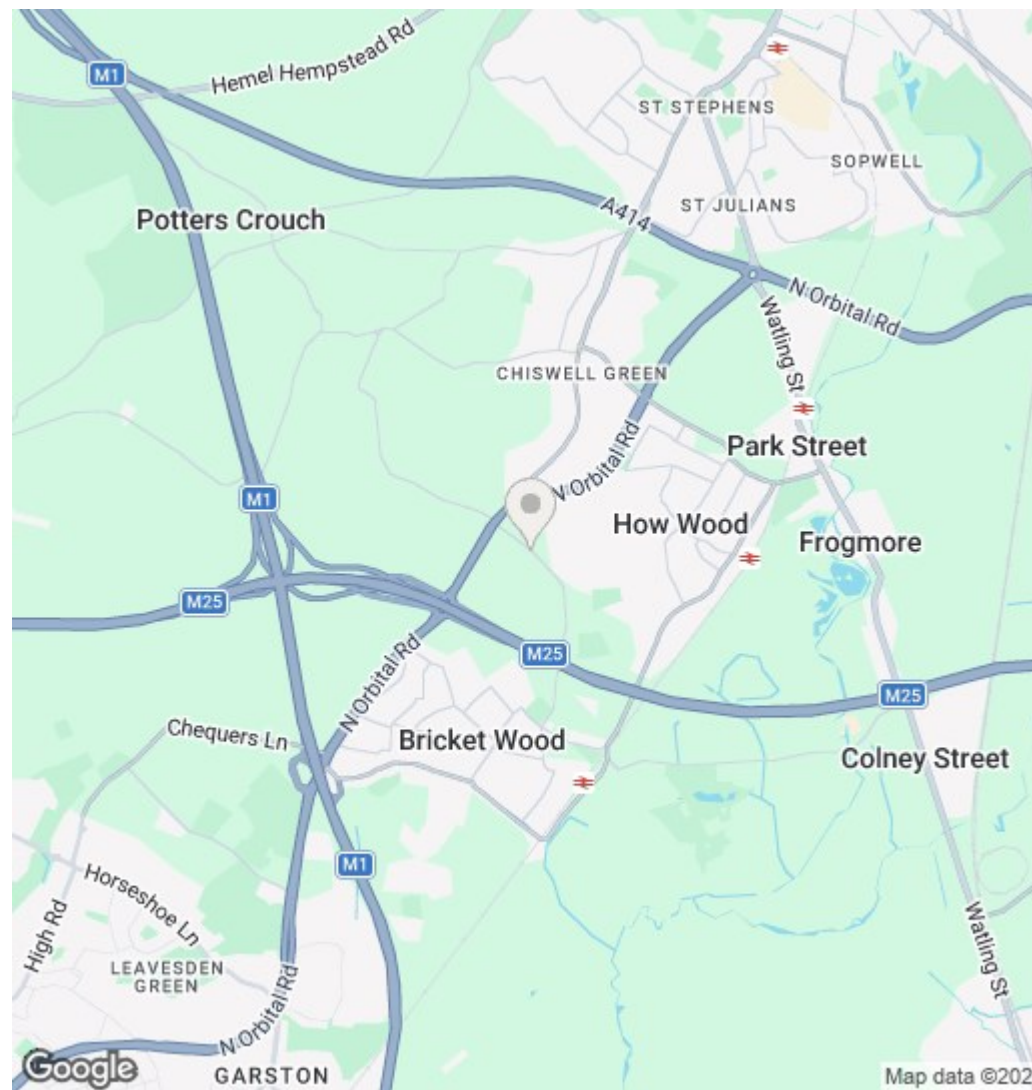 Hemel Hempstead Rd
M1
ST STEPHENS
SOPWELL
ST JULIANS
A414
Potters Crouch
N Orbital Rd
Watling St
CHISWELL GREEN
N Orbital Rd
Park Street
M1
How Wood
Frogmore
M25
N Orbital Rd
M25
M25
Chequers Ln
Bricket Wood
Colney Street
M1
Horseshoe Ln
High Rd
Watling St
LEAVESDEN
GREEN
N Orbital Rd
Google
GARSTON
Map data ©202